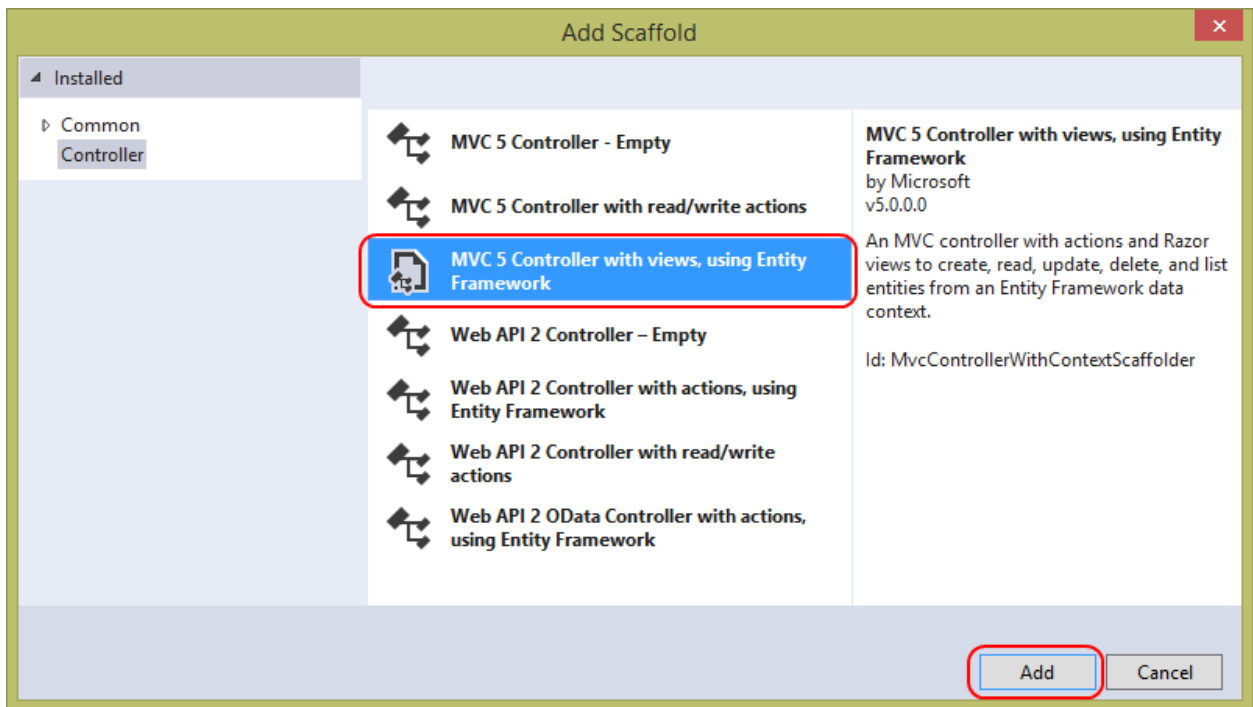 Add Scaffold
Installed
Common
Controller
MVC 5 Controller - Empty
MVC 5 Controller with read/write actions
MVC 5 Controller with views, using Entity
Framework
Web API 2 Controller – Empty
Web API 2 Controller with actions, using
Entity Framework
Web API 2 Controller with read/write
actions
Web API 2 OData Controller with actions,
using Entity Framework
MVC 5 Controller with views, using Entity
Framework
by Microsoft
v5.0.0.0
An MVC controller with actions and Razor
views to create, read, update, delete, and list
entities from an Entity Framework data
context.
Id: MvcControllerWithContextScaffolder
Add
Cancel